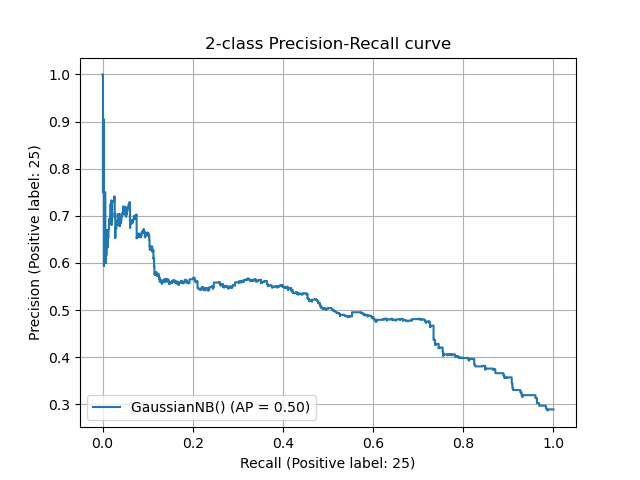 2-class Precision-Recall curve
1.0
0.9
0.8
0.7
0.6
0.5
0.4
0.3
Precision (Positive label: 25)
GaussianNB() (AP = 0.50)
0.0 0.2 0.4 0.6 0.8 1.0
Recall (Positive label: 25)